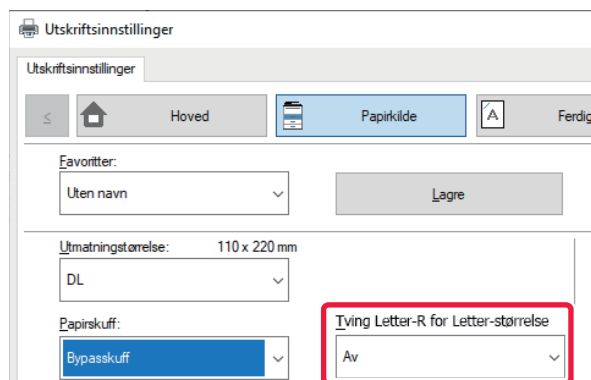 Utskriftsinnstillinger
Utskriftsinnstillinger
≤ Hoved Papirkilde A Ferdig
Favoritter:
Uten navn Lagre
Utmatningstørrelse: 110 x 220 mm
DL
Papirskuff: Tving Letter-R for Letter-størrelse
Bypasskuff Av